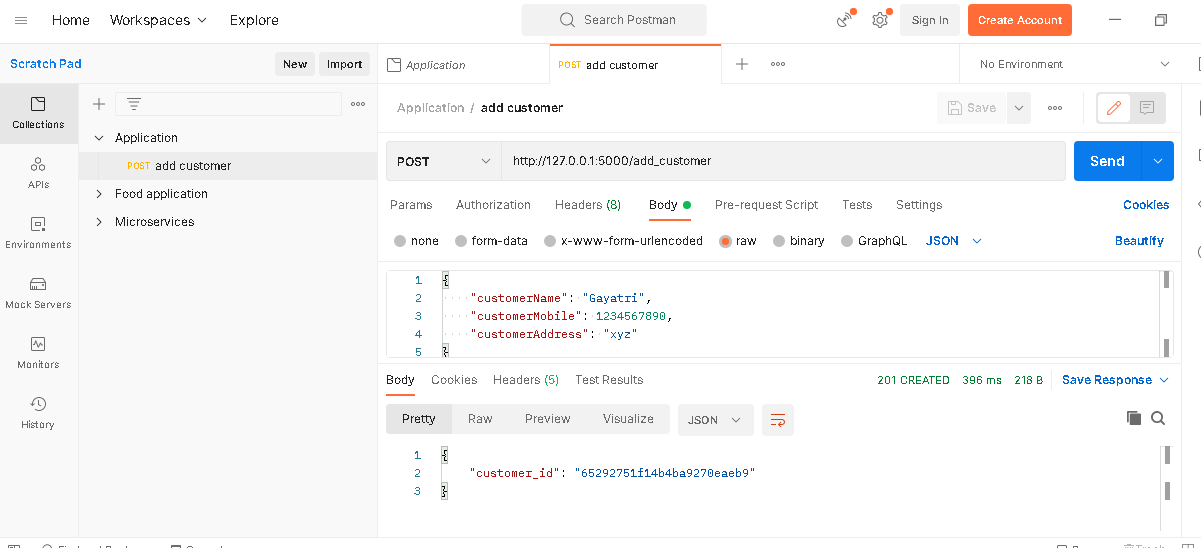 Home Workspaces Explore Search Postman Sign In Create Account
Scratch Pad New Import Application POST add customer No Environment
Collections
APIs
Environments
Mock Servers
Monitors
History
Application
POST add customer
Food application
Microservices
Application / add customer Save
POST http://127.0.0.1:5000/add_customer Send
Params Authorization Headers (8) Body Pre-request Script Tests Settings Cookies
none form-data x-www-form-urlencoded raw binary GraphQL JSON Beautify
1 {
2 "customerName": "Gayatri",
3 "customerMobile": 1234567890,
4 "customerAddress": "xyz"
5 }
Body Cookies Headers (5) Test Results 201 CREATED 396 ms 218 B Save Response
Pretty Raw Preview Visualize JSON
1 {
2 "customer_id": "65292751f14b4ba9270eaeb9"
3 }